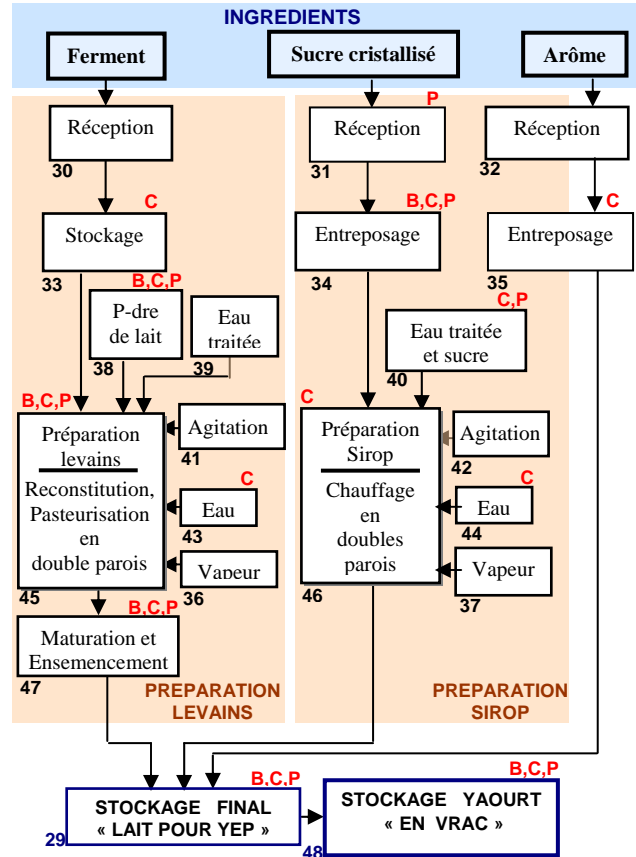 INGREDIENTS
Ferment
Sucre cristallisé
Arôme
P
Réception
30
Réception
31
Réception
32
C
Stockage
33
B,C,P
Entreposage
34
C
Entreposage
35
B,C,P
P-dre
de lait
38
Eau
traitée
39
C,P
Eau traitée
et sucre
40
B,C,P
Préparation
levains
Reconstitution,
Pasteurisation
en
double parois
45
Agitation
41
C
Eau
43
Vapeur
36
C
Préparation
Sirop
Chauffage
en
doubles
parois
46
Agitation
42
C
Eau
44
Vapeur
37
B,C,P
Maturation et
Ensemencement
47
PREPARATION
LEVAINS
PREPARATION
SIROP
B,C,P
STOCKAGE FINAL
« LAIT POUR YEP »
29
B,C,P
STOCKAGE YAOURT
« EN VRAC »
48